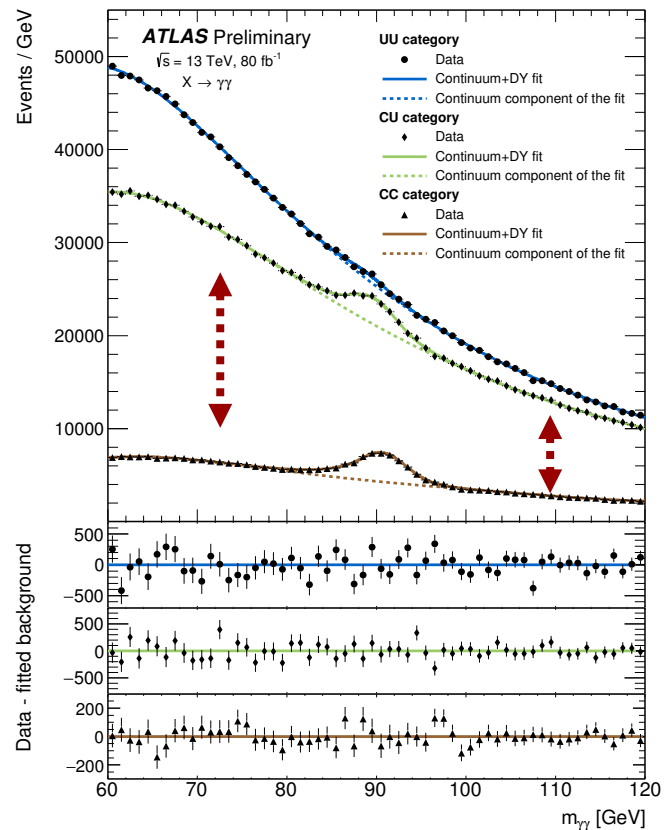 ATLAS Preliminary
√s = 13 TeV, 80 fb⁻¹
X → γγ
UU category
Data
Continuum+DY fit
Continuum component of the fit
CU category
Data
Continuum+DY fit
Continuum component of the fit
CC category
Data
Continuum+DY fit
Continuum component of the fit
Events / GeV
50000
40000
30000
20000
10000
Data - fitted background
500
0
−500
500
0
−500
200
0
−200
60 70 80 90 100 110 120
mγγ [GeV]